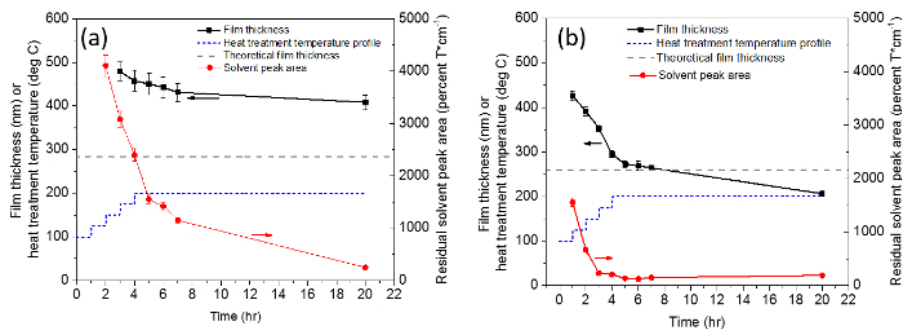 (a)
Film thickness
Heat treatment temperature profile
Theoretical film thickness
Solvent peak area
Film thickness (nm) or
heat treatment temperature (deg C)
Residual solvent peak area (percent T*cm⁻¹)
600
500
400
300
200
100
0
5000
4000
3000
2000
1000
0
0 2 4 6 8 10 12 14 16 18 20 22
Time (hr)
(b)
Film thickness
Heat treatment temperature profile
Theoretical film thickness
Solvent peak area
Film thickness (nm) or
heat treatment temperature (deg C)
Residual solvent peak area (percent T*cm⁻¹)
600
500
400
300
200
100
0
5000
4000
3000
2000
1000
0
0 2 4 6 8 10 12 14 16 18 20 22
Time (hr)